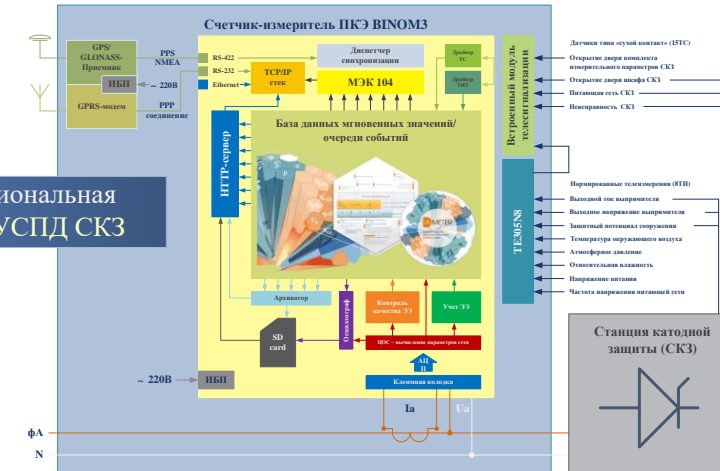 Счетчик-измеритель ПКЭ BINOM3
GPS/
GLONASS-
Приемник
ИБП
GPRS-модем
PPS
NMEA
~ 220В
PPP
соединение
RS-422
RS-232
Ethernet
TCP/IP
стек
Диспетчер
синхронизации
МЭК 104
Драйвер
ТС
Драйвер
ТИТ
Встроенный модуль
телесигнализации
Датчики типа «сухой контакт» (15ТС)
Открытие двери комплекта
измерительного параметров СКЗ
Открытие двери шкафа СКЗ
Питающая сеть СКЗ
Неисправность СКЗ
HTTP-сервер
База данных мгновенных значений/
очереди событий
METER
иональная
УСПД СКЗ
TE305N8
Нормированные телеизмерения (8ТИ)
Выходной ток выпрямителя
Выходное напряжение выпрямителя
Защитный потенциал сооружения
Температура окружающего воздуха
Атмосферное давление
Относительная влажность
Напряжение питания
Частота напряжения питающей сети
Архиватор
Осциллограф
Контроль
качества ЭЭ
Учет ЭЭ
SD
card
ЦОС – вычисление параметров сети
АЦ
П
Клеммная колодка
~ 220В
ИБП
Ia
Ua
фА
N
Станция катодной
защиты (СКЗ)